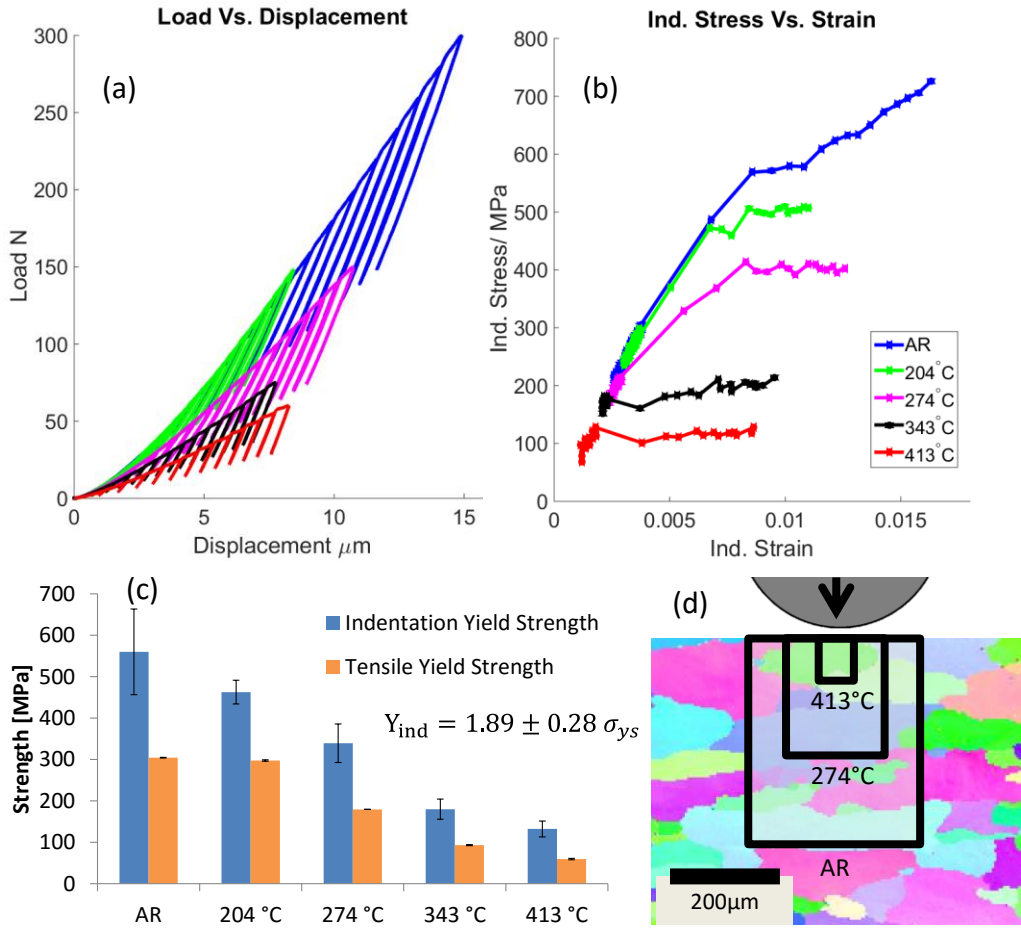 Load Vs. Displacement
(a)
300
250
200
150
100
50
0
Load N
0
5
10
15
Displacement μm
Ind. Stress Vs. Strain
(b)
800
700
600
500
400
300
200
100
0
Ind. Stress/ MPa
0.005
0.01
0.015
Ind. Strain
AR
204°C
274°C
343°C
413°C
(c)
700
600
500
400
300
200
100
0
Strength [MPa]
Indentation Yield Strength
Tensile Yield Strength
Y_ind = 1.89 ± 0.28 σ_ys
AR
204 °C
274 °C
343 °C
413 °C
(d)
413°C
274°C
AR
200μm